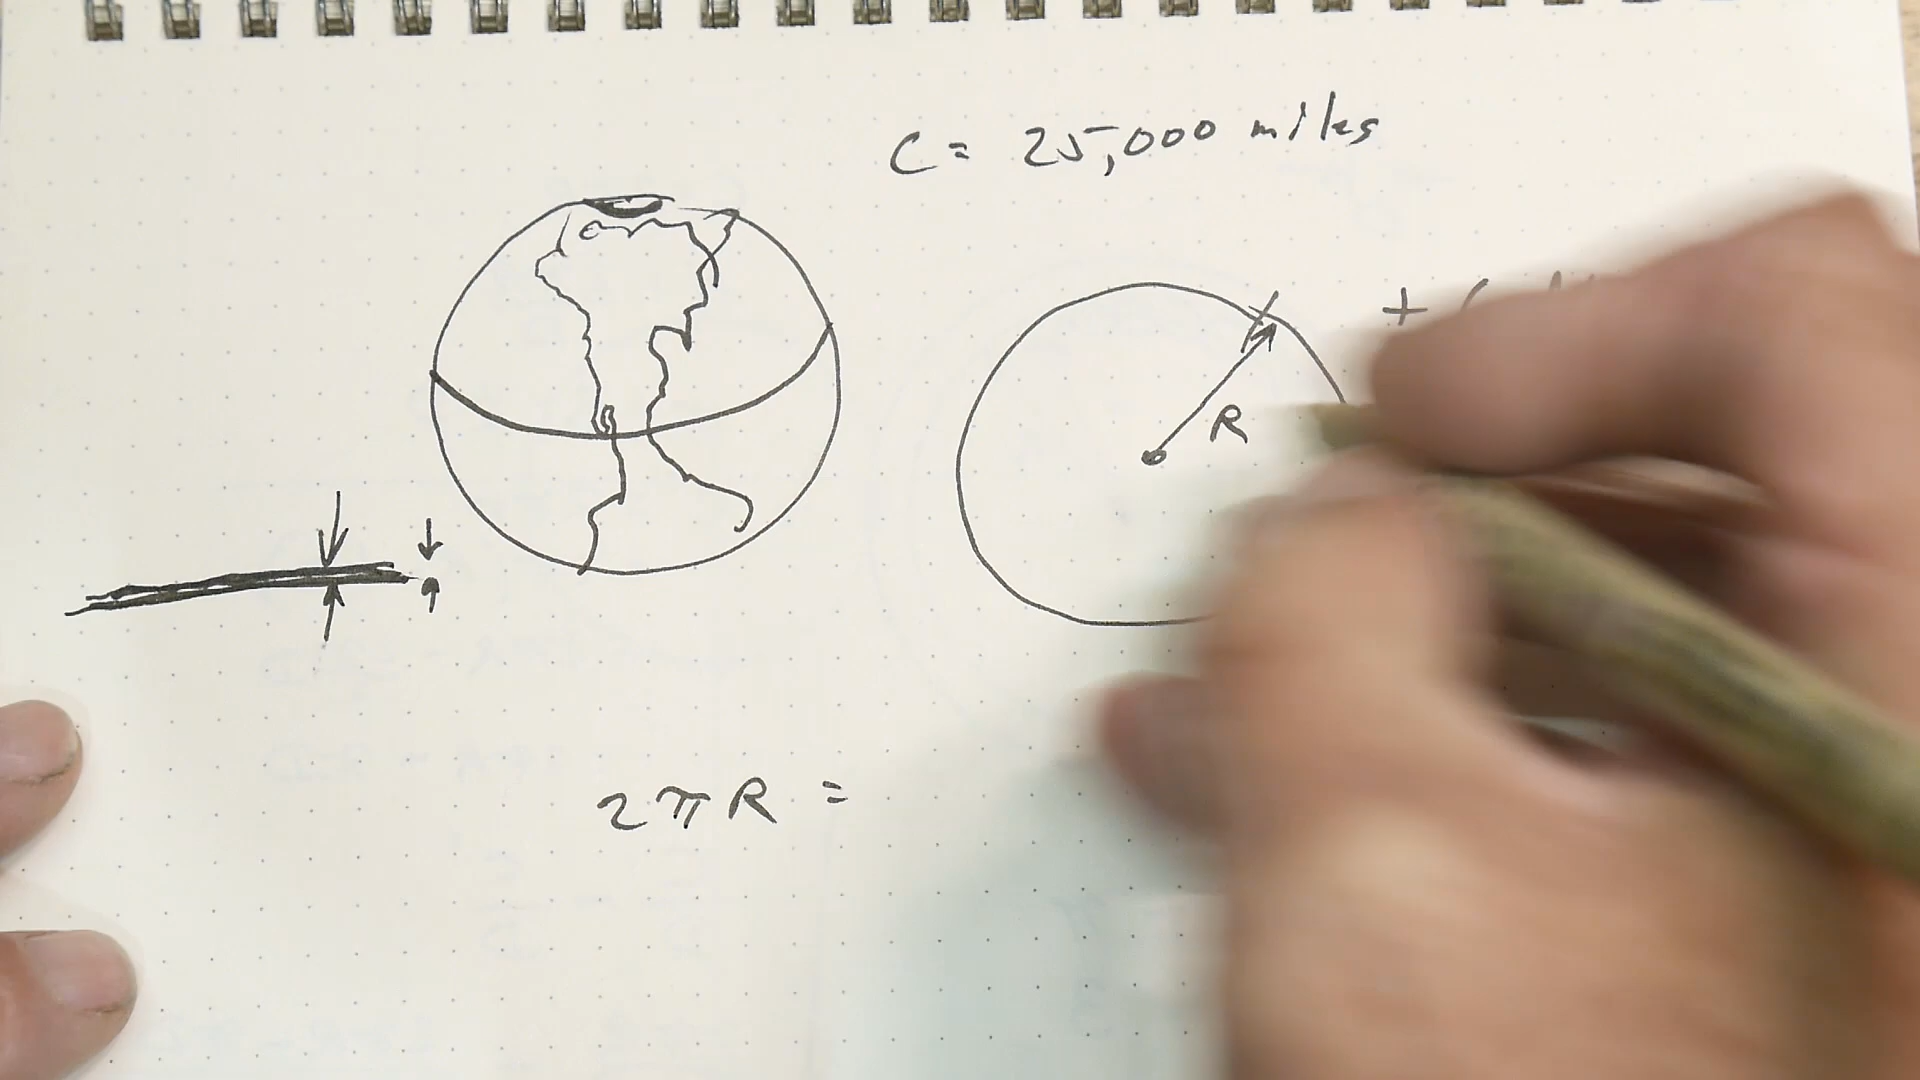 C = 25,000 miles
+
R
2πR =